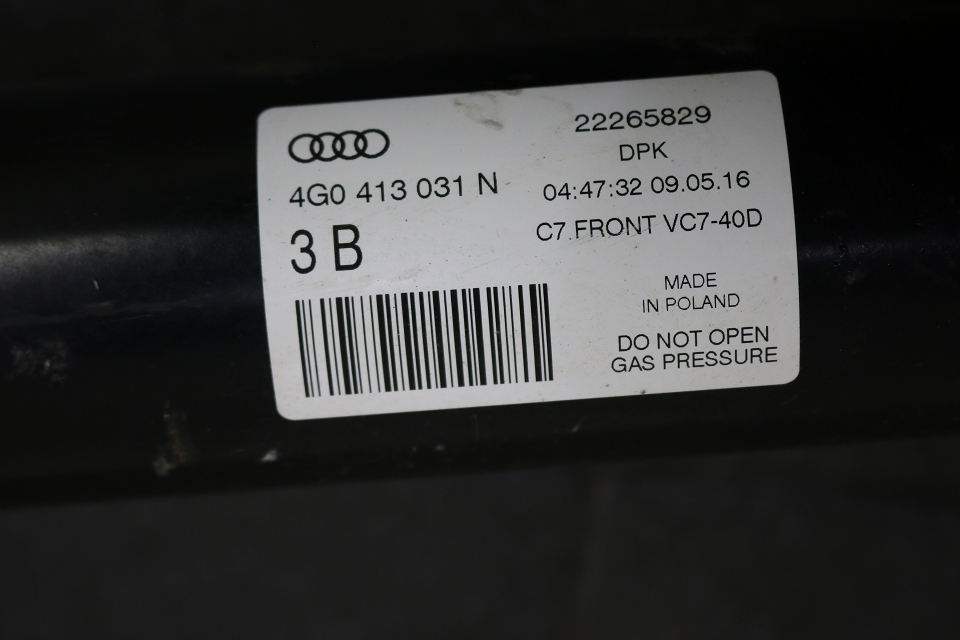 4G0 413 031 N
3 B
22265829
DPK
04:47:32 09.05.16
C7 FRONT VC7-40D
MADE
IN POLAND
DO NOT OPEN
GAS PRESSURE